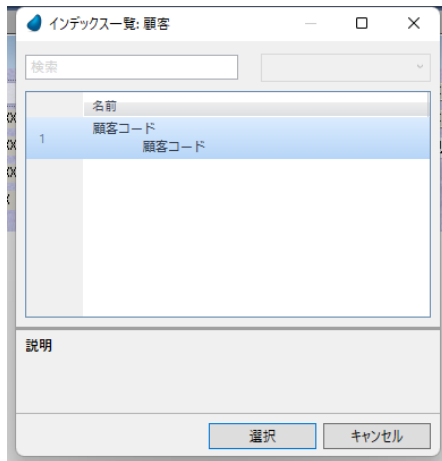 インデックス一覧: 顧客
検索
名前
1
顧客コード
顧客コード
説明
選択
キャンセル